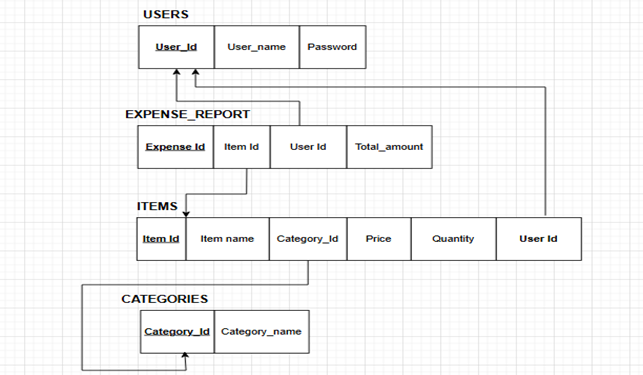 USERS
User_Id User_name Password
EXPENSE_REPORT
Expense Id Item Id User Id Total_amount
ITEMS
Item Id Item name Category_Id Price Quantity User Id
CATEGORIES
Category_Id Category_name